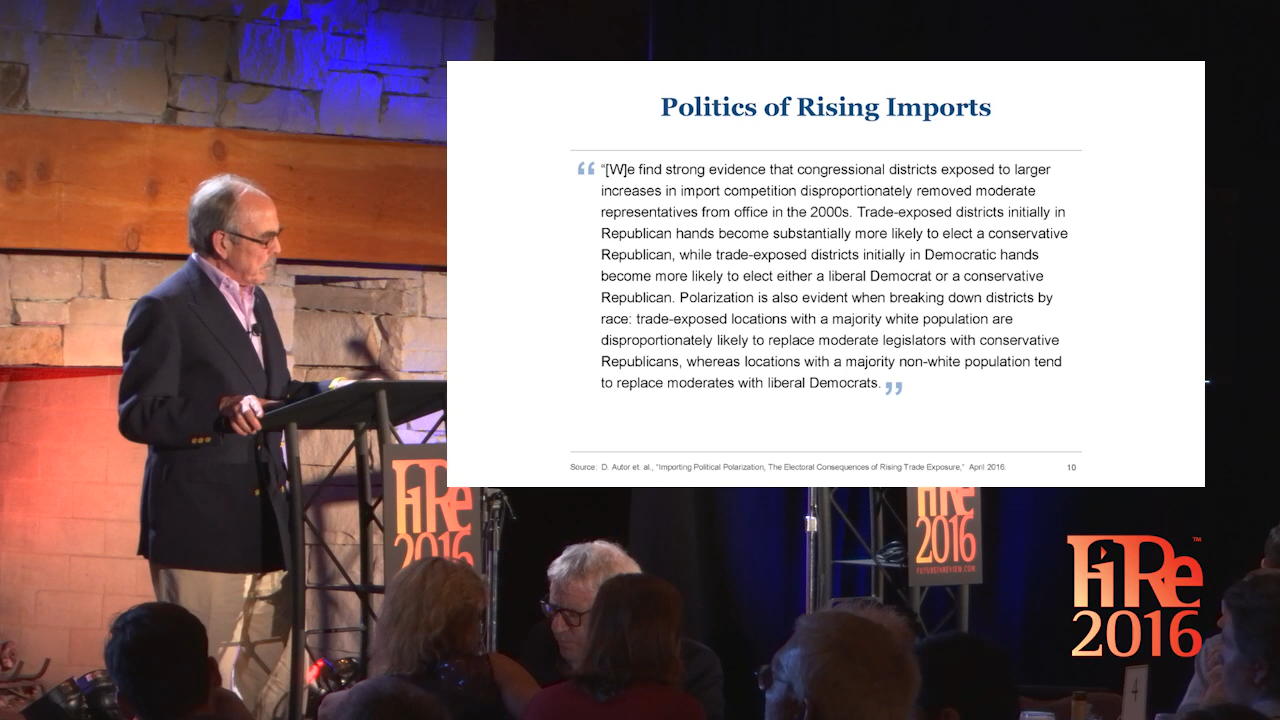 Politics of Rising Imports
“ “[W]e find strong evidence that congressional districts exposed to larger
increases in import competition disproportionately removed moderate
representatives from office in the 2000s. Trade-exposed districts initially in
Republican hands become substantially more likely to elect a conservative
Republican, while trade-exposed districts initially in Democratic hands
become more likely to elect either a liberal Democrat or a conservative
Republican. Polarization is also evident when breaking down districts by
race: trade-exposed locations with a majority white population are
disproportionately likely to replace moderate legislators with conservative
Republicans, whereas locations with a majority non-white population tend
to replace moderates with liberal Democrats. ”
Source: D. Autor et. al., “Importing Political Polarization, The Electoral Consequences of Rising Trade Exposure,” April 2016.
10
FiRe
2016
FiRe
2016
FUTUREINREVIEW.COM
FiRe™
2016
4